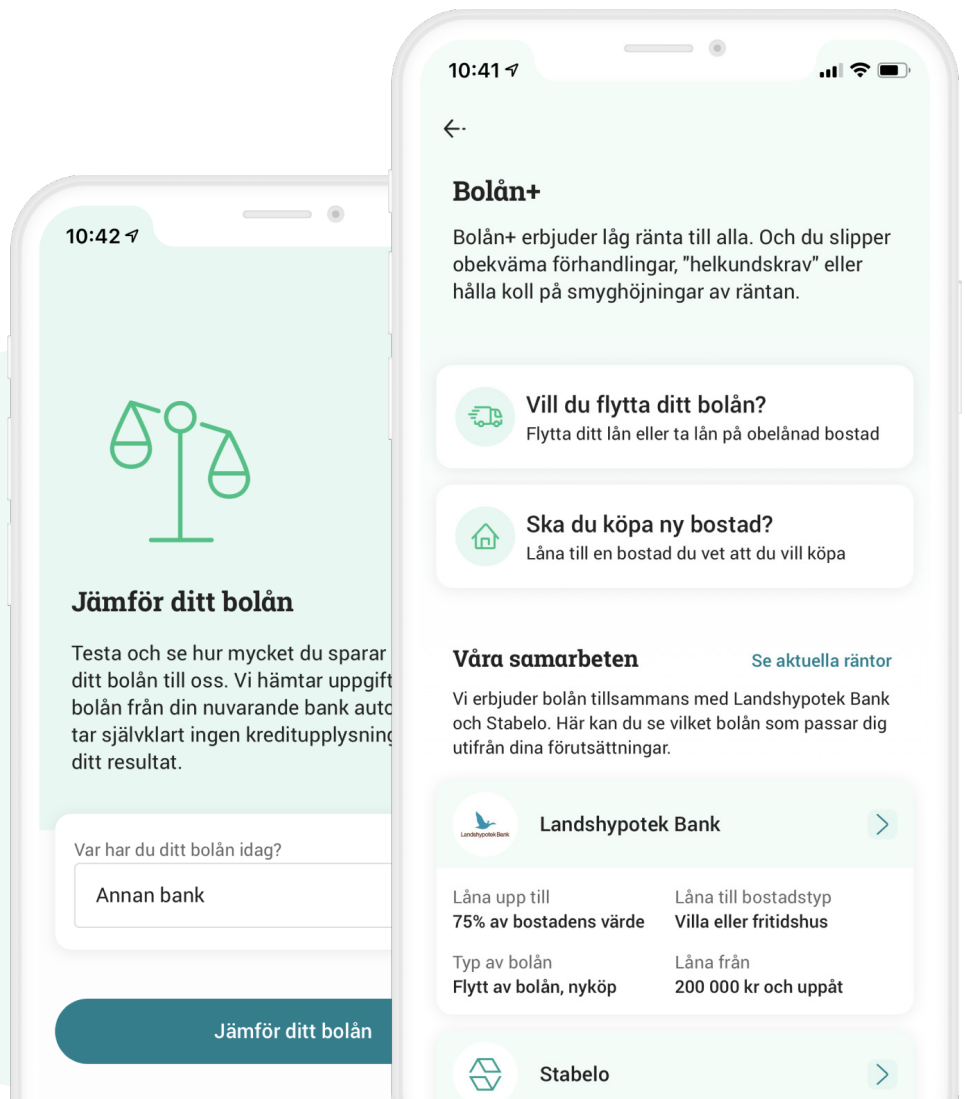 10:42
Jämför ditt bolån
Testa och se hur mycket du sparar
ditt bolån till oss. Vi hämtar uppgift
bolån från din nuvarande bank auto
tar självklart ingen kreditupplysning
ditt resultat.
Var har du ditt bolån idag?
Annan bank
Jämför ditt bolån
10:41
Bolån+
Bolån+ erbjuder låg ränta till alla. Och du slipper
obekväma förhandlingar, "helkundskrav" eller
hålla koll på smyghöjningar av räntan.
Vill du flytta ditt bolån?
Flytta ditt lån eller ta lån på obelånad bostad
Ska du köpa ny bostad?
Låna till en bostad du vet att du vill köpa
Våra samarbeten
Se aktuella räntor
Vi erbjuder bolån tillsammans med Landshypotek Bank
och Stabelo. Här kan du se vilket bolån som passar dig
utifrån dina förutsättningar.
Landshypotek Bank
Landshypotek Bank
Låna upp till
75% av bostadens värde
Låna till bostadstyp
Villa eller fritidshus
Typ av bolån
Flytt av bolån, nyköp
Låna från
200 000 kr och uppåt
Stabelo